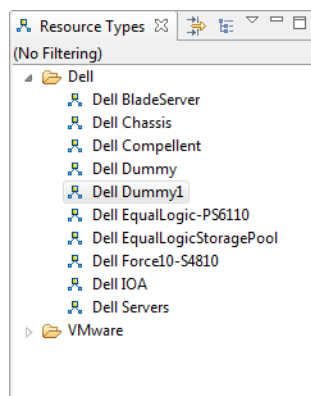 Resource Types
(No Filtering)
Dell
Dell BladeServer
Dell Chassis
Dell Compellent
Dell Dummy
Dell Dummy1
Dell EqualLogic-PS6110
Dell EqualLogicStoragePool
Dell Force10-S4810
Dell IOA
Dell Servers
VMware